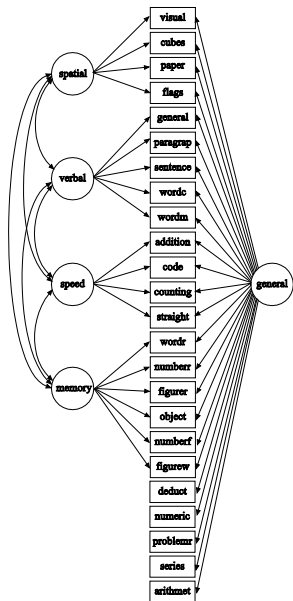 visual
cubes
paper
flags
general
paragrap
sentence
wordc
wordm
addition
code
counting
straight
wordr
numberr
figurer
object
numberf
figurew
deduct
numeric
problemr
series
arithmet
spatial
verbal
speed
memory
general